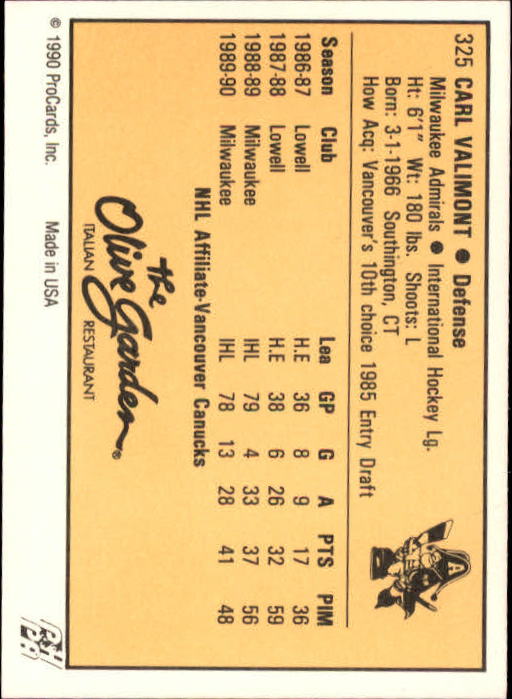 325 CARL VALIMONT ● Defense
Milwaukee Admirals ● International Hockey Lg.
Ht: 6'1" Wt: 180 lbs. Shoots: L
Born: 3-1-1966 Southington, CT
How Acq: Vancouver's 10th choice 1985 Entry Draft
Season Club Lea GP G A PTS PIM
1986-87 Lowell H.E 36 8 9 17 36
1987-88 Lowell H.E 38 6 26 32 59
1988-89 Milwaukee IHL 79 4 33 37 56
1989-90 Milwaukee IHL 78 13 28 41 48
NHL Affiliate-Vancouver Canucks
the
Olive Garden®
ITALIAN RESTAURANT
© 1990 ProCards, Inc. Made in USA